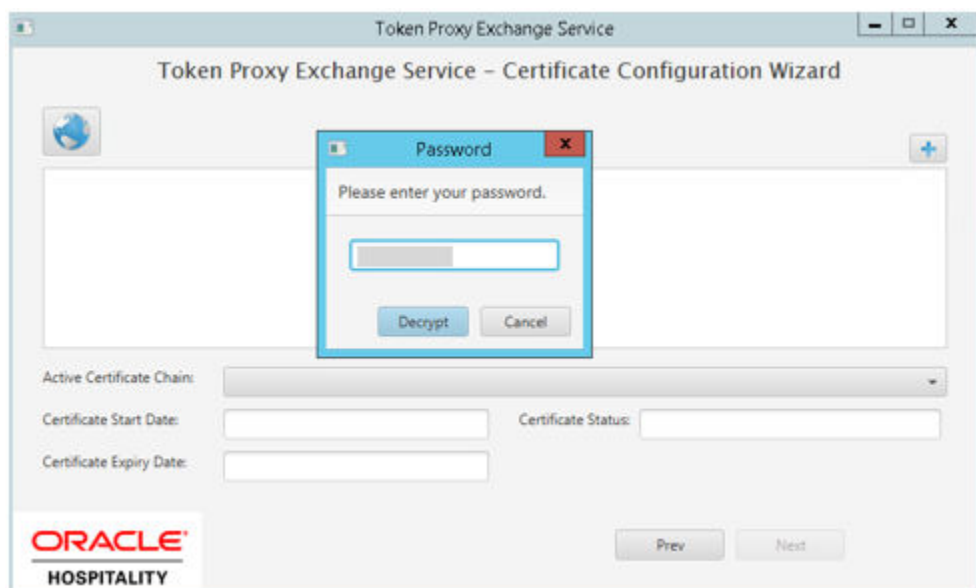 Token Proxy Exchange Service
Token Proxy Exchange Service – Certificate Configuration Wizard
Password
Please enter your password.
Decrypt
Cancel
Active Certificate Chain:
Certificate Start Date:
Certificate Status:
Certificate Expiry Date:
ORACLE®
HOSPITALITY
Prev
Next